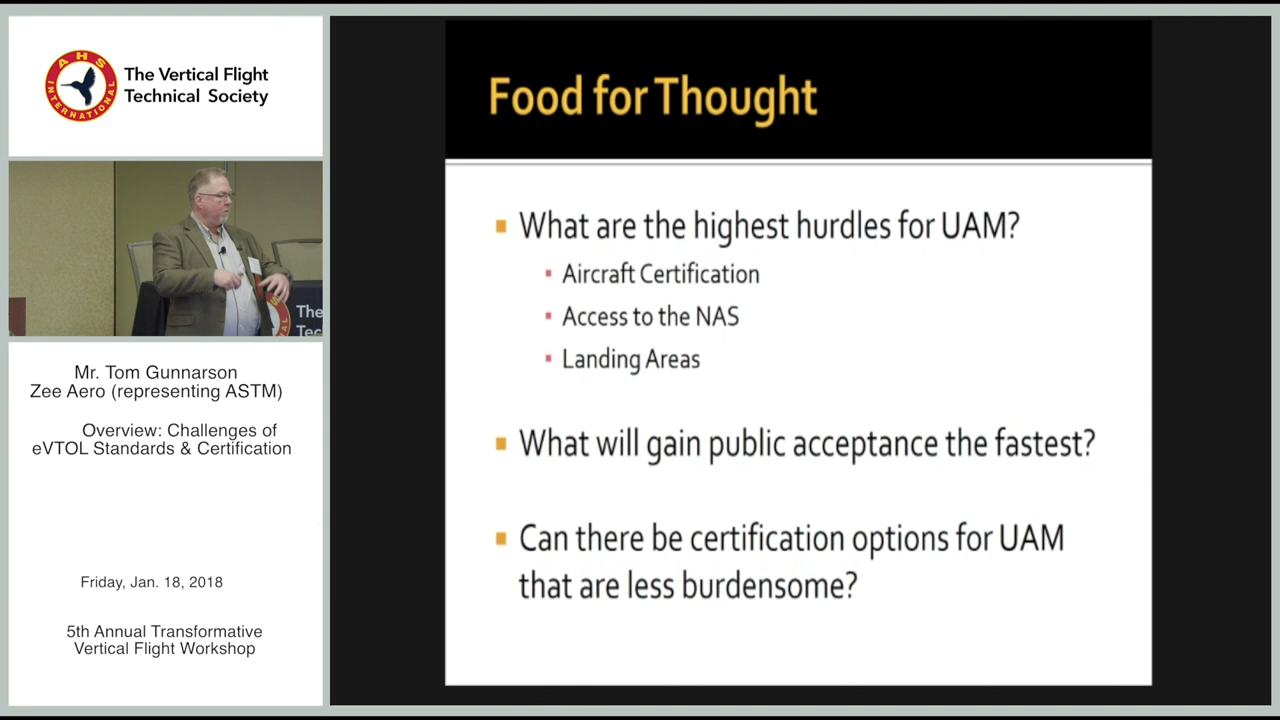 AHS
INTERNATIONAL
The Vertical Flight
Technical Society
The
Tec
Mr. Tom Gunnarson
Zee Aero (representing ASTM)
Overview: Challenges of
eVTOL Standards & Certification
Friday, Jan. 18, 2018
5th Annual Transformative
Vertical Flight Workshop
Food for Thought
What are the highest hurdles for UAM?
Aircraft Certification
Access to the NAS
Landing Areas
What will gain public acceptance the fastest?
Can there be certification options for UAM
that are less burdensome?